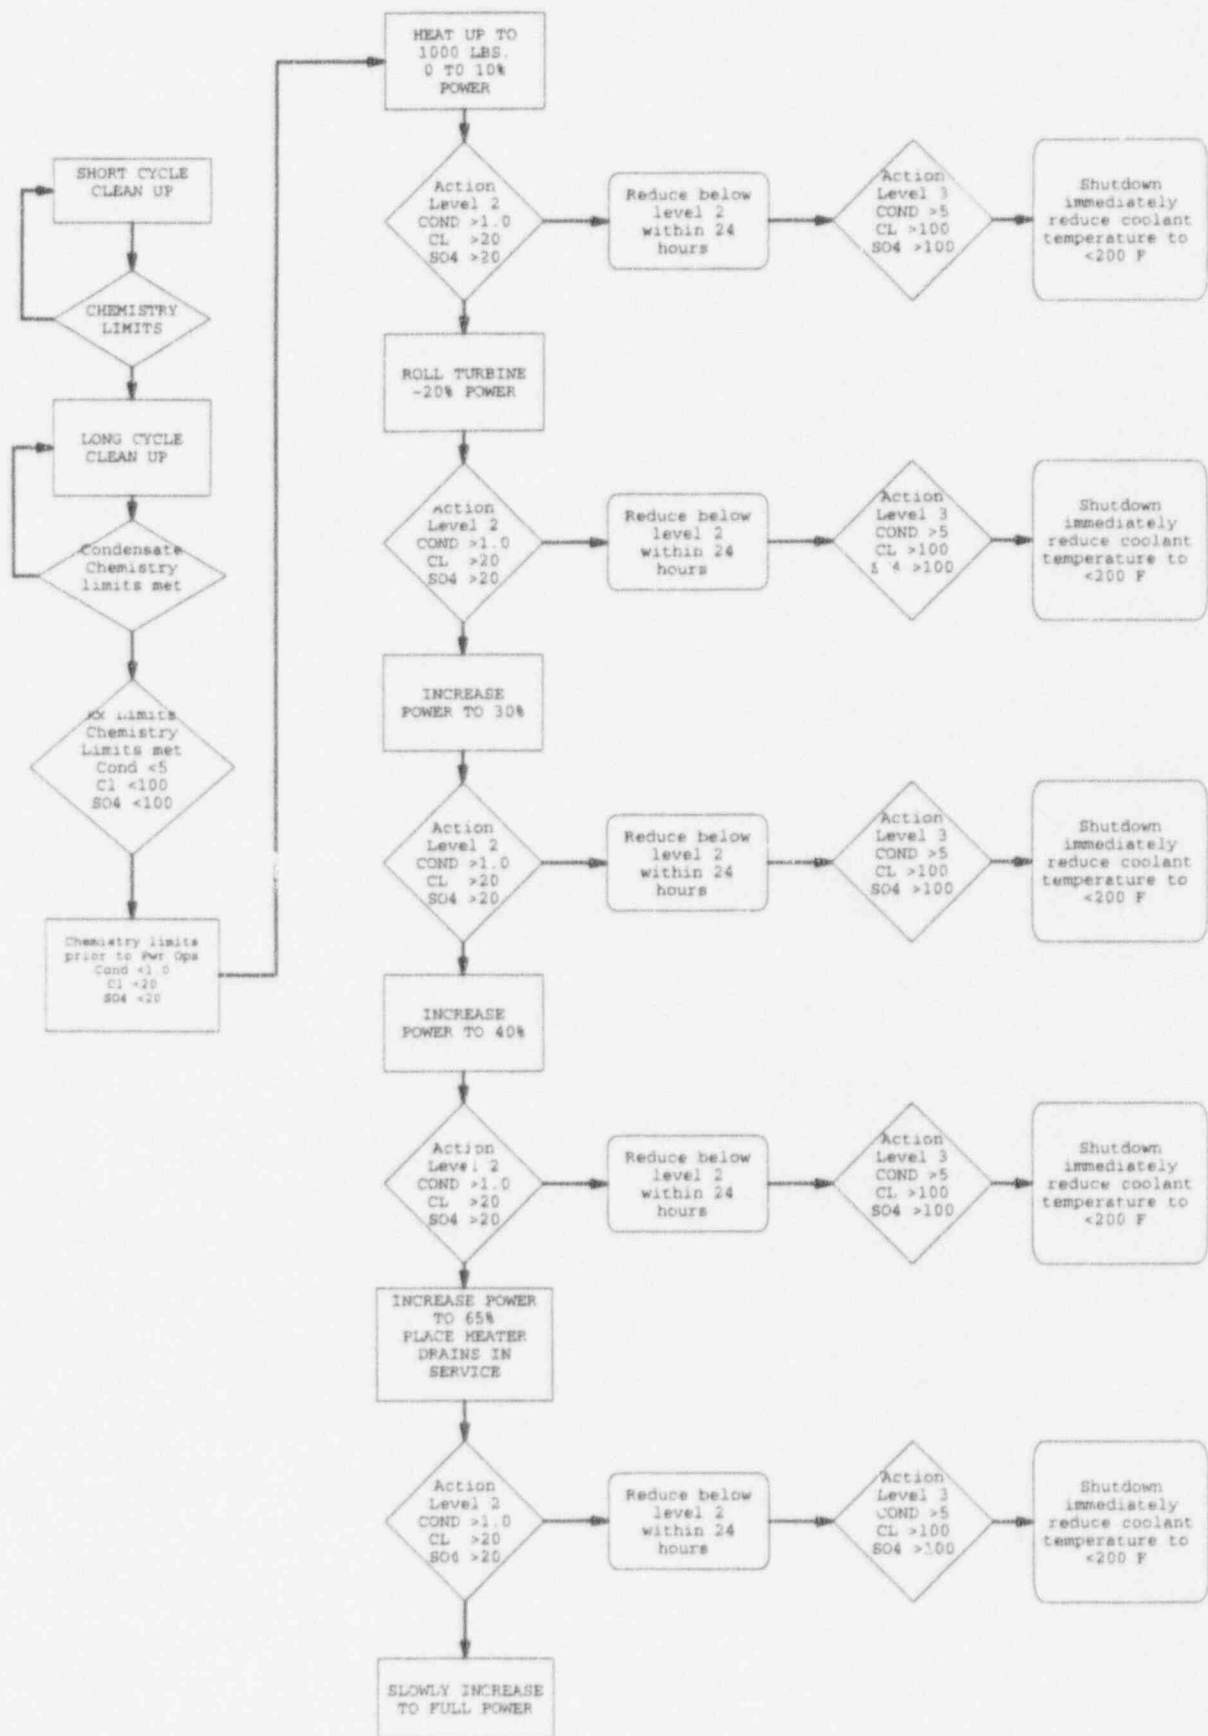 SHORT CYCLE
CLEAN UP
CHEMISTRY
LIMITS
LONG CYCLE
CLEAN UP
Condensate
Chemistry
limits met
Limits
Chemistry
Limits met
Cond <5
Cl <100
SO4 <100
Chemistry limits
prior to Pwr Ops
Cond <1.0
Cl <20
SO4 <20
HEAT UP TO
1000 LBS.
0 TO 10%
POWER
Action
Level 2
COND >1.0
CL >20
SO4 >20
Reduce below
level 2
within 24
hours
Action
Level 3
COND >5
CL >100
SO4 >100
Shutdown
immediately
reduce coolant
temperature to
<200 F
ROLL TURBINE
~20% POWER
Action
Level 2
COND >1.0
CL >20
SO4 >20
Reduce below
level 2
within 24
hours
Action
Level 3
COND >5
CL >100
>100
Shutdown
immediately
reduce coolant
temperature to
<200 F
INCREASE
POWER TO 30%
Action
Level 2
COND >1.0
CL >20
SO4 >20
Reduce below
level 2
within 24
hours
Action
Level 3
COND >5
CL >100
SO4 >100
Shutdown
immediately
reduce coolant
temperature to
<200 F
INCREASE
POWER TO 40%
Action
Level 2
COND >1.0
CL >20
SO4 >20
Reduce below
level 2
within 24
hours
Action
Level 3
COND >5
CL >100
SO4 >100
Shutdown
immediately
reduce coolant
temperature to
<200 F
INCREASE POWER
TO 65%
PLACE HEATER
DRAINS IN
SERVICE
Action
Level 2
COND >1.0
CL >20
SO4 >20
Reduce below
level 2
within 24
hours
Action
Level 3
COND >5
CL >100
SO4 >100
Shutdown
immediately
reduce coolant
temperature to
<200 F
SLOWLY INCREASE
TO FULL POWER